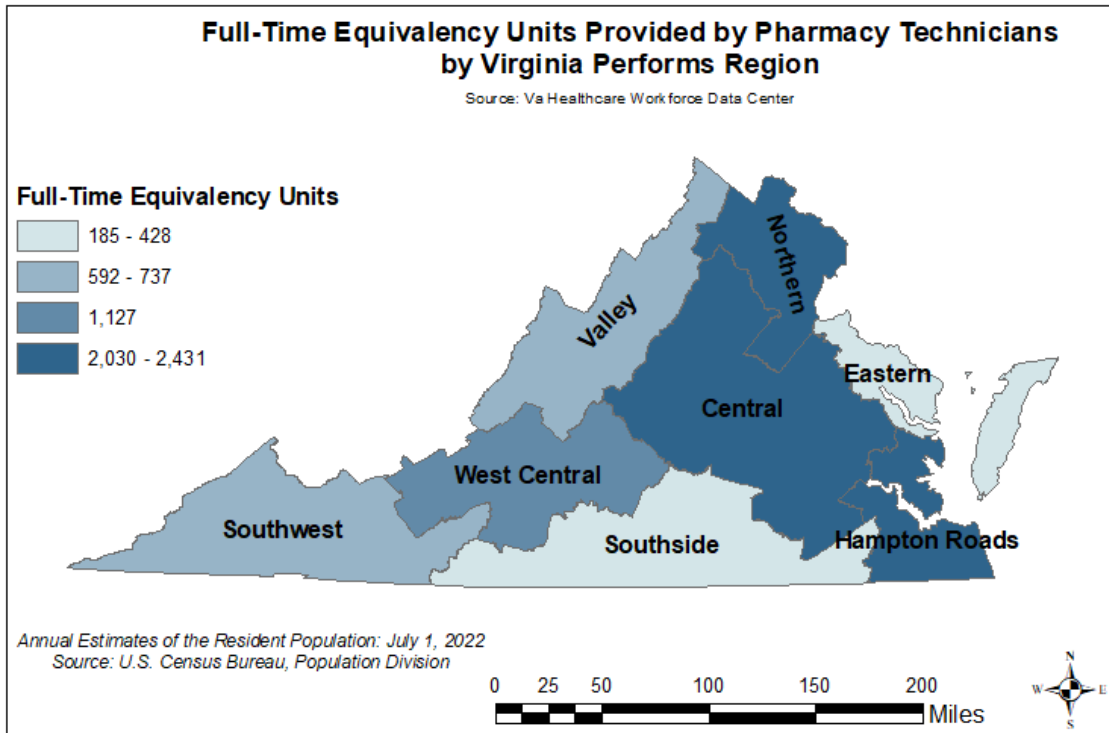 Full-Time Equivalency Units Provided by Pharmacy Technicians
by Virginia Performs Region
Source: Va Healthcare Workforce Data Center
Full-Time Equivalency Units
185 - 428
592 - 737
1,127
2,030 - 2,431
Northern
Valley
Eastern
Central
West Central
Southwest
Southside
Hampton Roads
Annual Estimates of the Resident Population: July 1, 2022
Source: U.S. Census Bureau, Population Division
0 25 50 100 150 200
Miles
N
W E
S